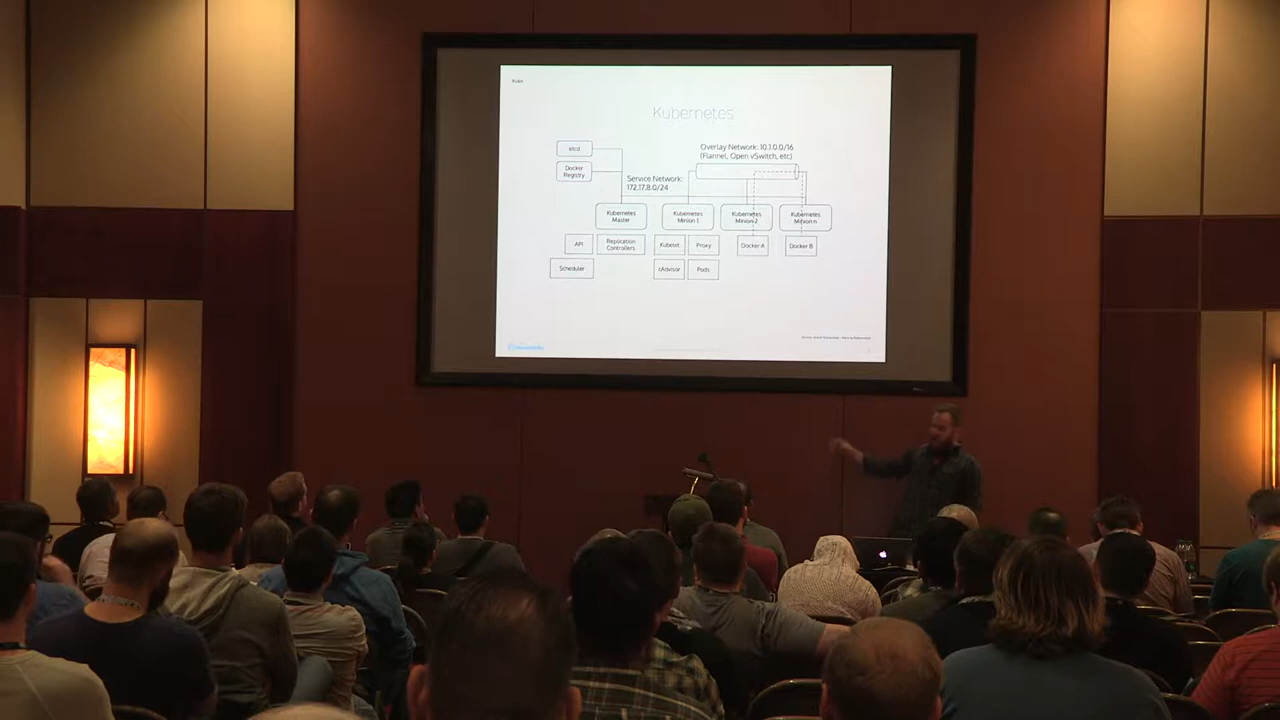 Kube
Kubernetes
etcd
Docker
Registry
Overlay Network: 10.1.0.0/16
(Flannel, Open vSwitch, etc)
Service Network:
172.17.8.0/24
Kubernetes
Master
Kubernetes
Minion 1
Kubernetes
Minion 2
Kubernetes
Minion n
API
Replication
Controllers
Kubelet
Proxy
Docker A
Docker B
Scheduler
cAdvisor
Pods